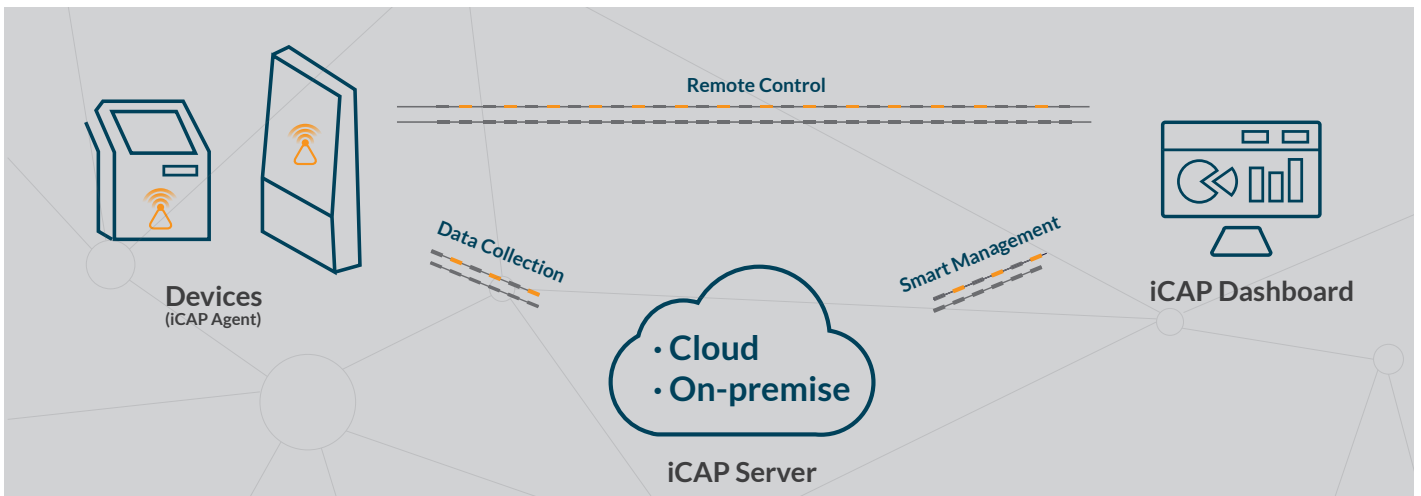 Remote Control
Data Collection
Smart Management
Devices
(iCAP Agent)
iCAP Dashboard
· Cloud
· On-premise
iCAP Server